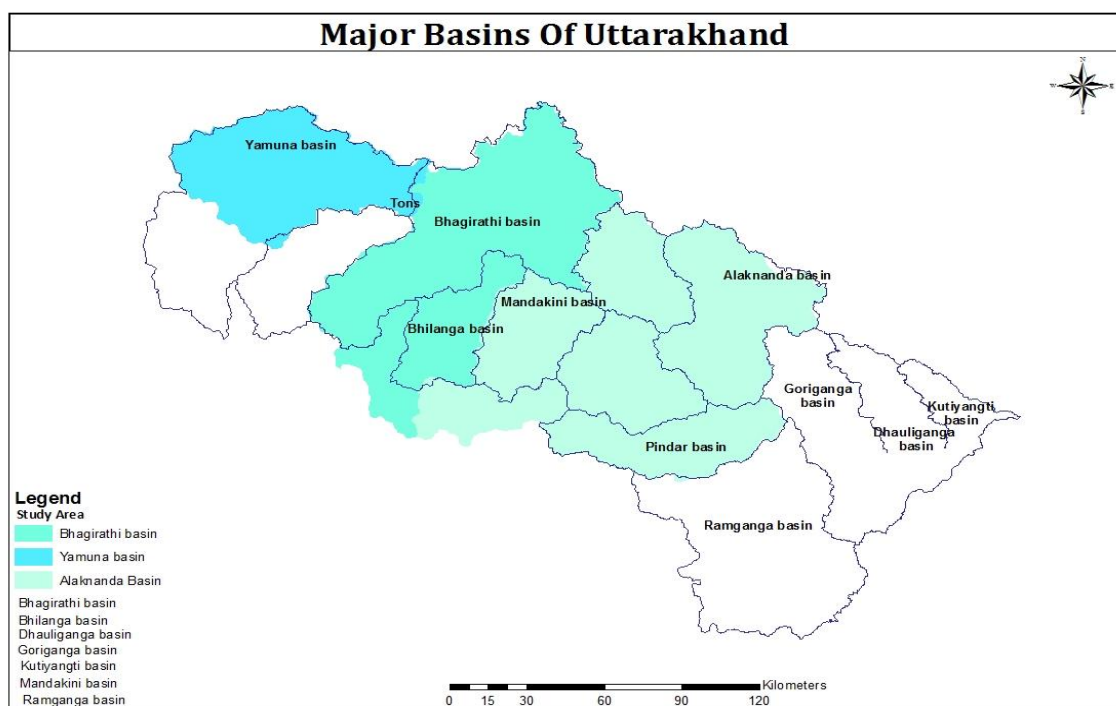 Major Basins Of Uttarakhand
N
W
E
S
Yamuna basin
Tons
Bhagirathi basin
Alaknanda basin
Mandakini basin
Bhilanga basin
Goriganga
basin
Kutiyangti
basin
Dhauliganga
basin
Pindar basin
Ramganga basin
Legend
Study Area
Bhagirathi basin
Yamuna basin
Alaknanda Basin
Bhagirathi basin
Bhilanga basin
Dhauliganga basin
Goriganga basin
Kutiyangti basin
Mandakini basin
Ramganga basin
Kilometers
0 15 30 60 90 120